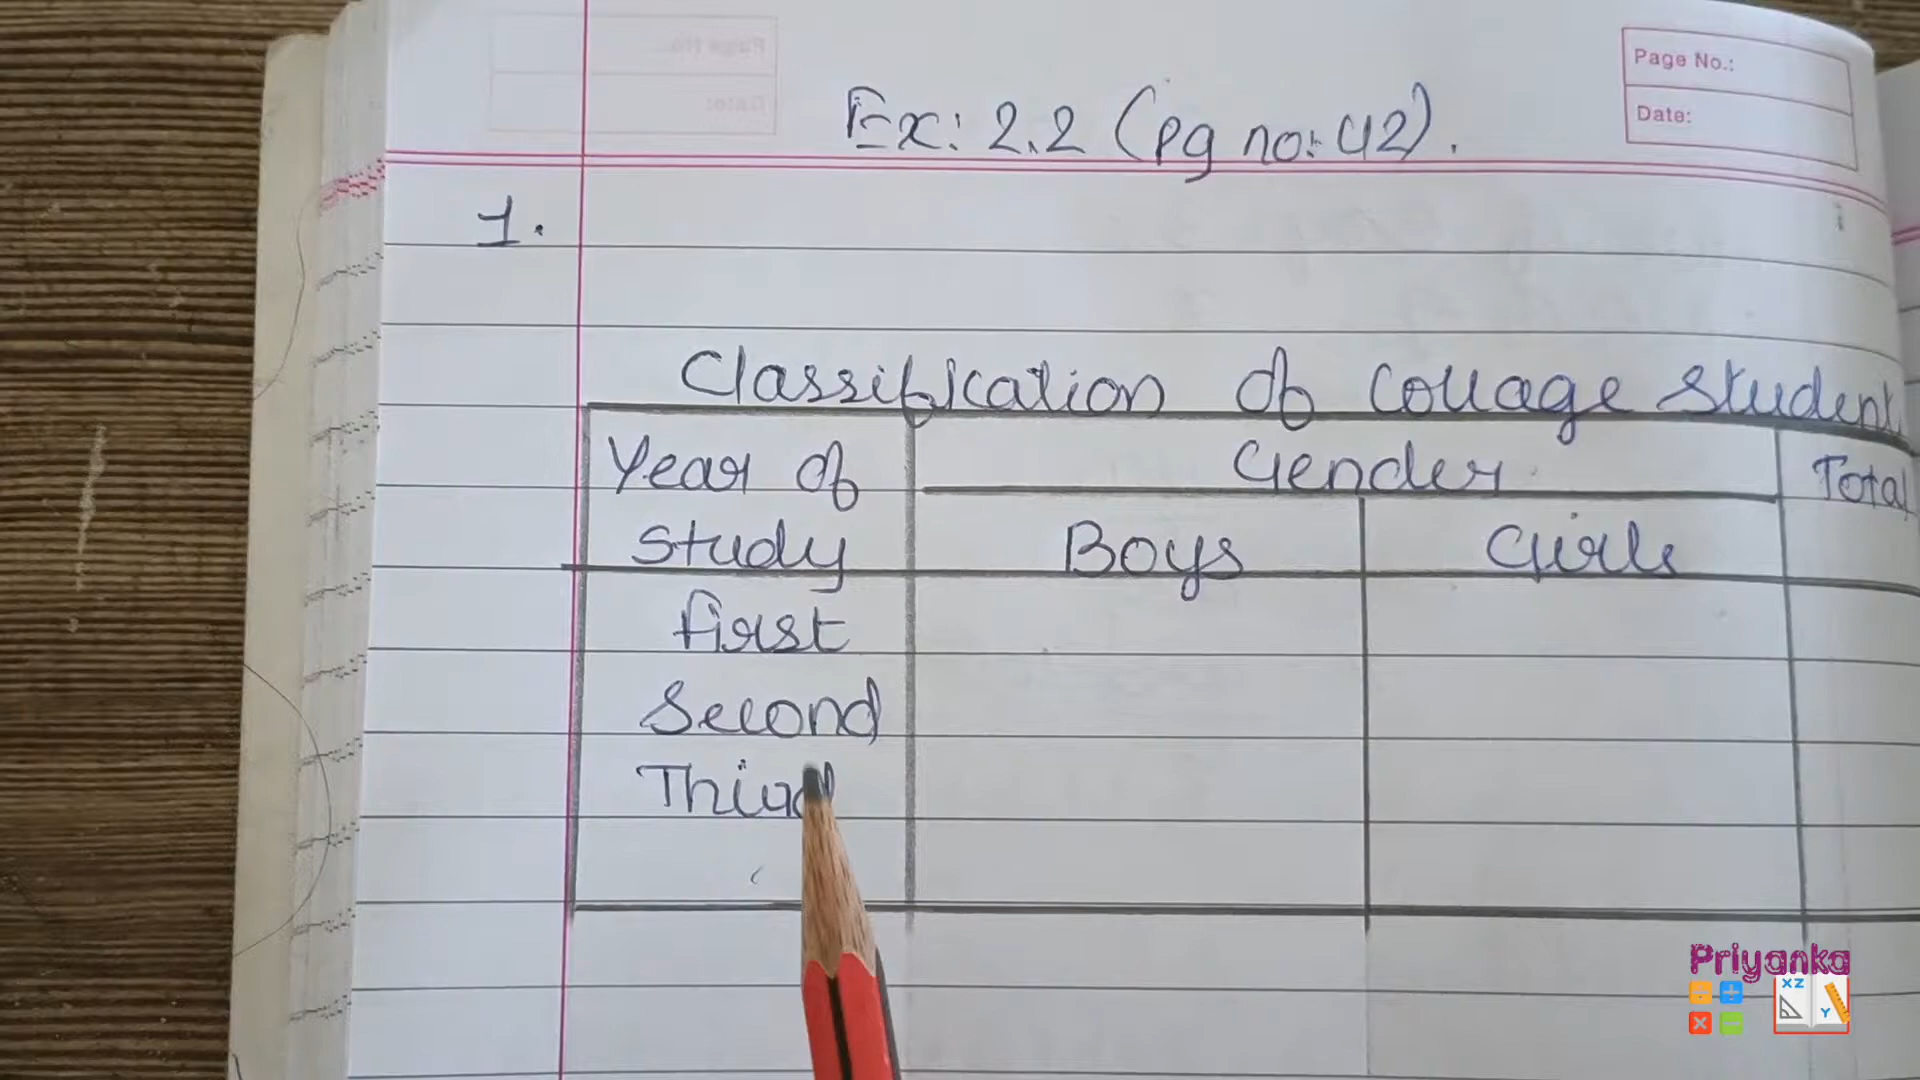 Page No.:
Date:
Ex: 2.2 (pg no: 42).
1.
Classification of Collage Student
Year of Gender Total
Study Boys Girls
first
Second
Third
Priyanka
XZ
Y